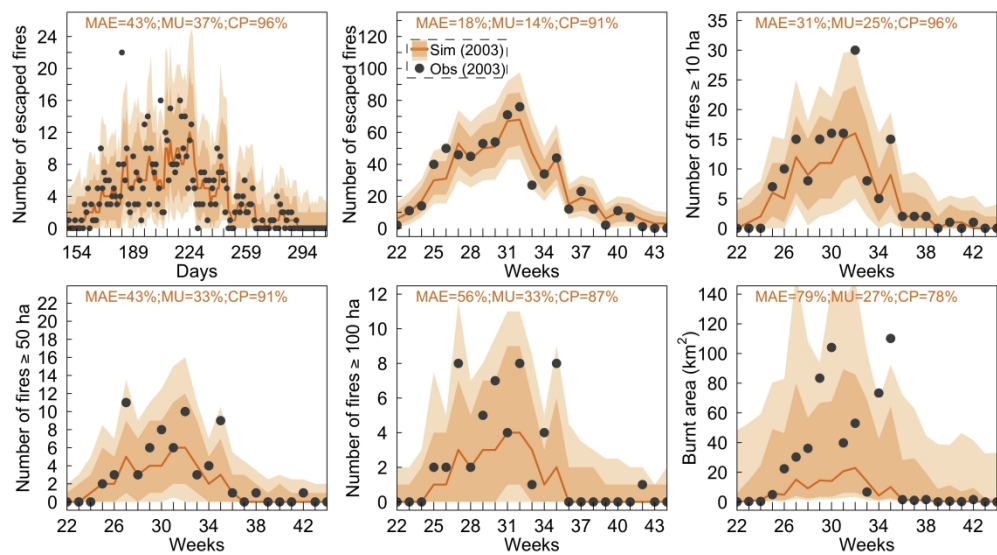 MAE=43%;MU=37%;CP=96%
Number of escaped fires
24
20
16
12
8
4
0
154 189 200 224 259 294
Days
MAE=18%;MU=14%;CP=91%
Number of escaped fires
120
100
80
60
40
20
0
Sim (2003)
Obs (2003)
22 25 28 31 34 37 40 44
Weeks
MAE=31%;MU=25%;CP=96%
Number of fires ≥ 10 ha
30
25
20
15
10
5
0
22 26 30 34 38 43
Weeks
MAE=43%;MU=33%;CP=91%
Number of fires ≥ 50 ha
22
20
18
16
14
12
10
8
6
4
2
0
22 26 30 34 38 43
Weeks
MAE=56%;MU=33%;CP=87%
Number of fires ≥ 100 ha
12
10
8
6
4
2
0
22 25 28 31 34 37 40 44
Weeks
MAE=79%;MU=27%;CP=78%
Burnt area (km²)
140
120
100
80
60
40
20
0
22 26 30 34 38 43
Weeks